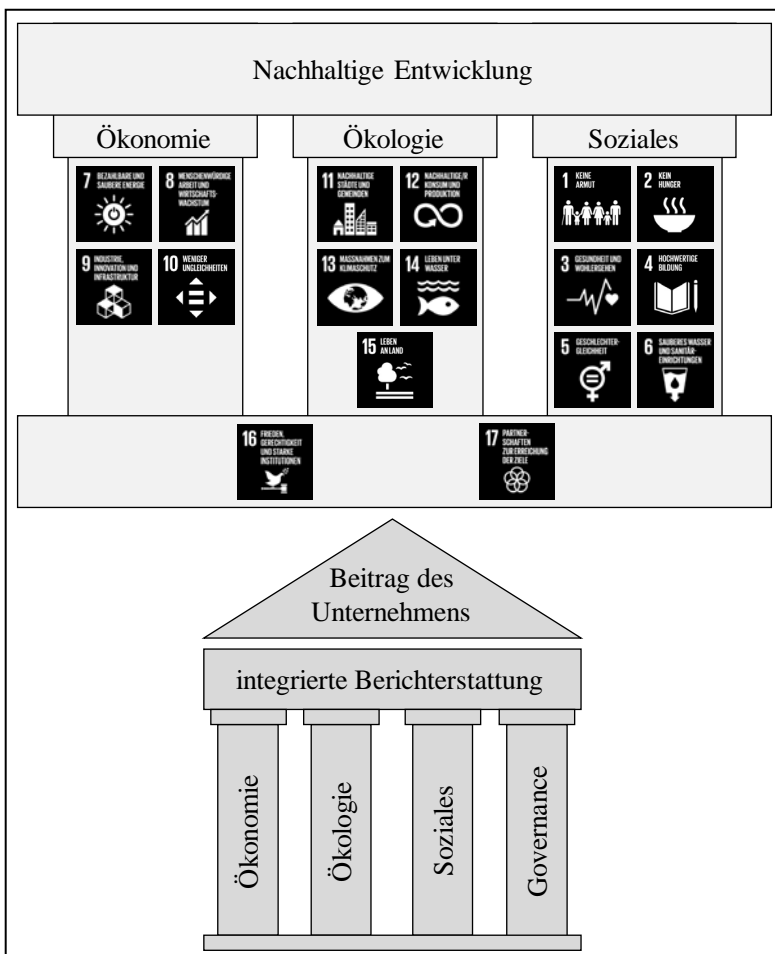 Nachhaltige Entwicklung
Ökonomie
Ökologie
Soziales
7 BEZAHLBARE UND
SAUBERE ENERGIE
8 MENSCHENWÜRDIGE
ARBEIT UND
WIRTSCHAFTS-
WACHSTUM
9 INDUSTRIE,
INNOVATION UND
INFRASTRUKTUR
10 WENIGER
UNGLEICHHEITEN
11 NACHHALTIGE
STÄDTE UND
GEMEINDEN
12 NACHHALTIGE/R
KONSUM UND
PRODUKTION
13 MASSNAHMEN ZUM
KLIMASCHUTZ
14 LEBEN UNTER
WASSER
15 LEBEN
AN LAND
1 KEINE
ARMUT
2 KEIN
HUNGER
3 GESUNDHEIT UND
WOHLERGEHEN
4 HOCHWERTIGE
BILDUNG
5 GESCHLECHTER-
GLEICHHEIT
6 SAUBERES WASSER
UND SANITÄR-
EINRICHTUNGEN
16 FRIEDEN,
GERECHTIGKEIT
UND STARKE
INSTITUTIONEN
17 PARTNER-
SCHAFTEN
ZUR ERREICHUNG
DER ZIELE
Beitrag des
Unternehmens
integrierte Berichterstattung
Ökonomie
Ökologie
Soziales
Governance